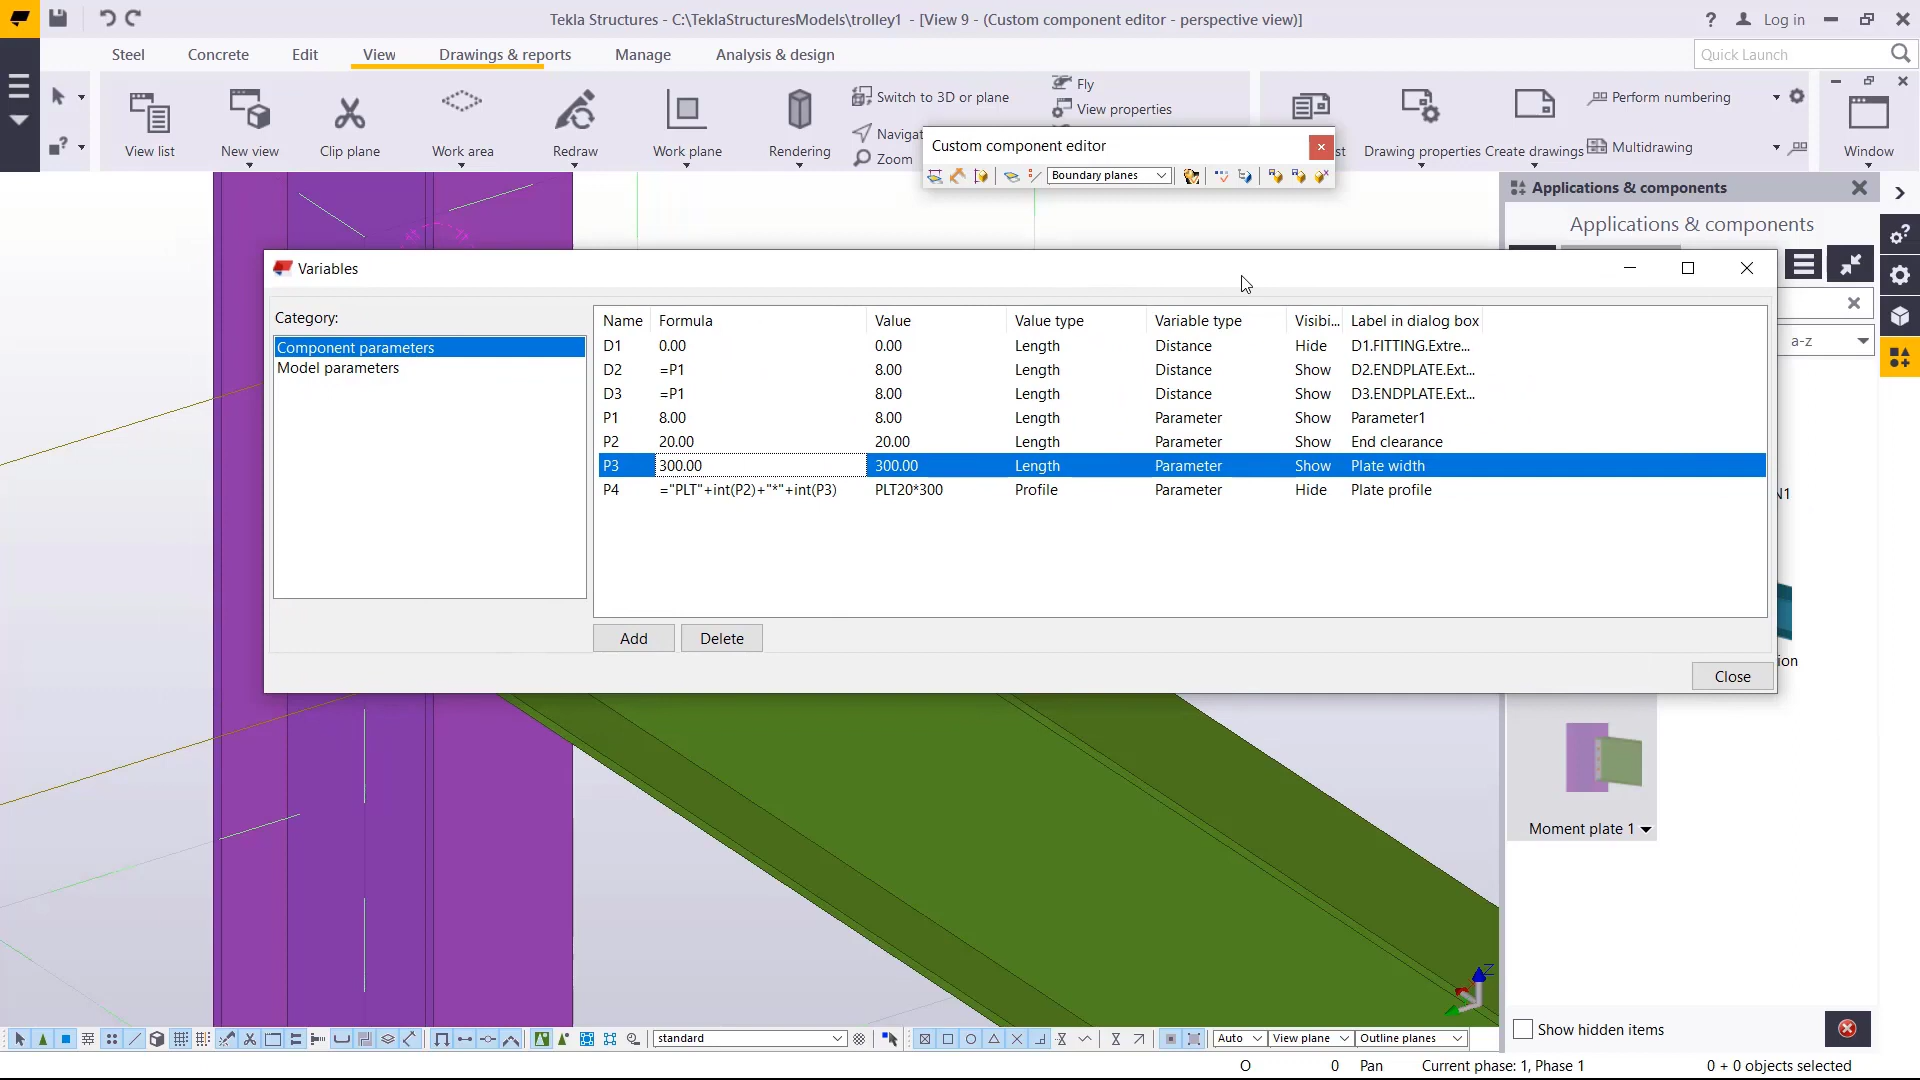 Tekla Structures - C:\TeklaStructuresModels\trolley1 - [View 9 - (Custom component editor - perspective view)]
? Log in
Steel Concrete Edit View Drawings & reports Manage Analysis & design
Quick Launch
View list
New view
Clip plane
Work area
Redraw
Work plane
Rendering
Switch to 3D or plane
Zoom
Fly
View properties
Drawing properties
Create drawings
Perform numbering
Multidrawing
Window
Custom component editor
Boundary planes
Applications & components
Applications & components
a-z
Variables
Category:
Component parameters
Model parameters
Name Formula Value Value type Variable type Visibi... Label in dialog box
D1 0.00 0.00 Length Distance Hide D1.FITTING.Extre...
D2 =P1 8.00 Length Distance Show D2.ENDPLATE.Ext...
D3 =P1 8.00 Length Distance Show D3.ENDPLATE.Ext...
P1 8.00 8.00 Length Parameter Show Parameter1
P2 20.00 20.00 Length Parameter Show End clearance
P3 300.00 300.00 Length Parameter Show Plate width
P4 ="PLT"+int(P2)+"*"+int(P3) PLT20*300 Profile Parameter Hide Plate profile
Add Delete
Close
Moment plate 1
Z
Show hidden items
standard
Auto View plane Outline planes
O 0 Pan Current phase: 1, Phase 1 0 + 0 objects selected